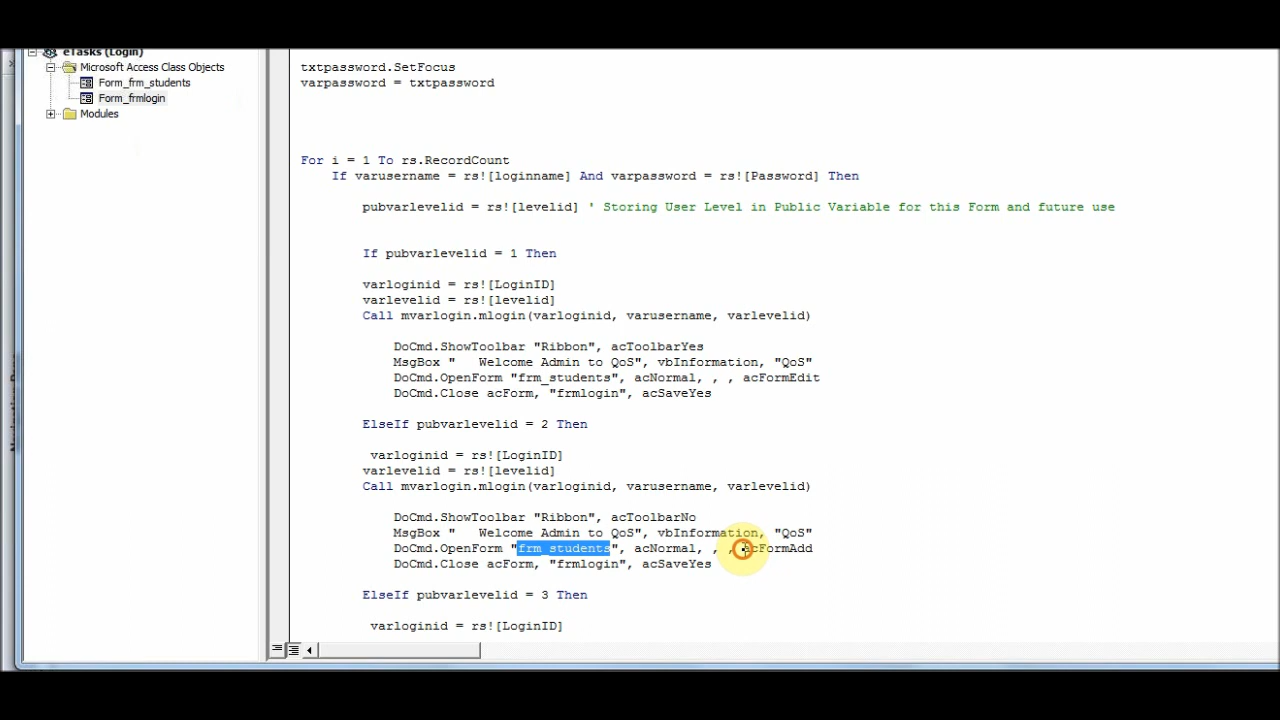 eTasks (Login)
Microsoft Access Class Objects
Form_frm_students
Form_frmlogin
Modules
txtpassword.SetFocus
varpassword = txtpassword
For i = 1 To rs.RecordCount
If varusername = rs![loginname] And varpassword = rs![Password] Then
pubvarlevelid = rs![levelid] ' Storing User Level in Public Variable for this Form and future use
If pubvarlevelid = 1 Then
varloginid = rs![LoginID]
varlevelid = rs![levelid]
Call mvarlogin.mlogin(varloginid, varusername, varlevelid)
DoCmd.ShowToolbar "Ribbon", acToolbarYes
MsgBox "   Welcome Admin to QoS", vbInformation, "QoS"
DoCmd.OpenForm "frm_students", acNormal, , , acFormEdit
DoCmd.Close acForm, "frmlogin", acSaveYes
ElseIf pubvarlevelid = 2 Then
varloginid = rs![LoginID]
varlevelid = rs![levelid]
Call mvarlogin.mlogin(varloginid, varusername, varlevelid)
DoCmd.ShowToolbar "Ribbon", acToolbarNo
MsgBox "   Welcome Admin to QoS", vbInformation, "QoS"
DoCmd.OpenForm "frm_students", acNormal, , , acFormAdd
DoCmd.Close acForm, "frmlogin", acSaveYes
ElseIf pubvarlevelid = 3 Then
varloginid = rs![LoginID]